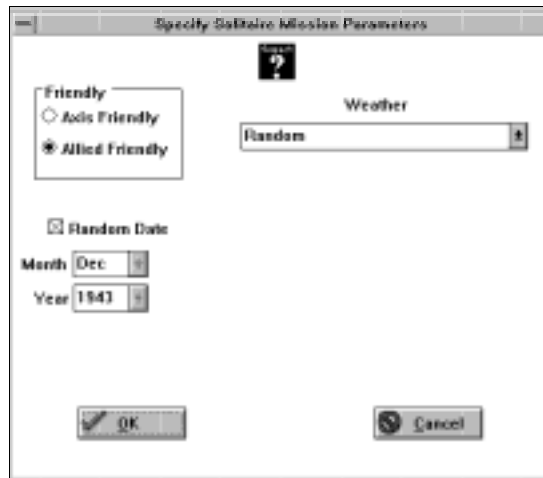 Specify Solitaire Mission Parameters
?
Friendly
Axis Friendly
Allied Friendly
Weather
Random
Random Date
Month Dec
Year 1943
OK
Cancel